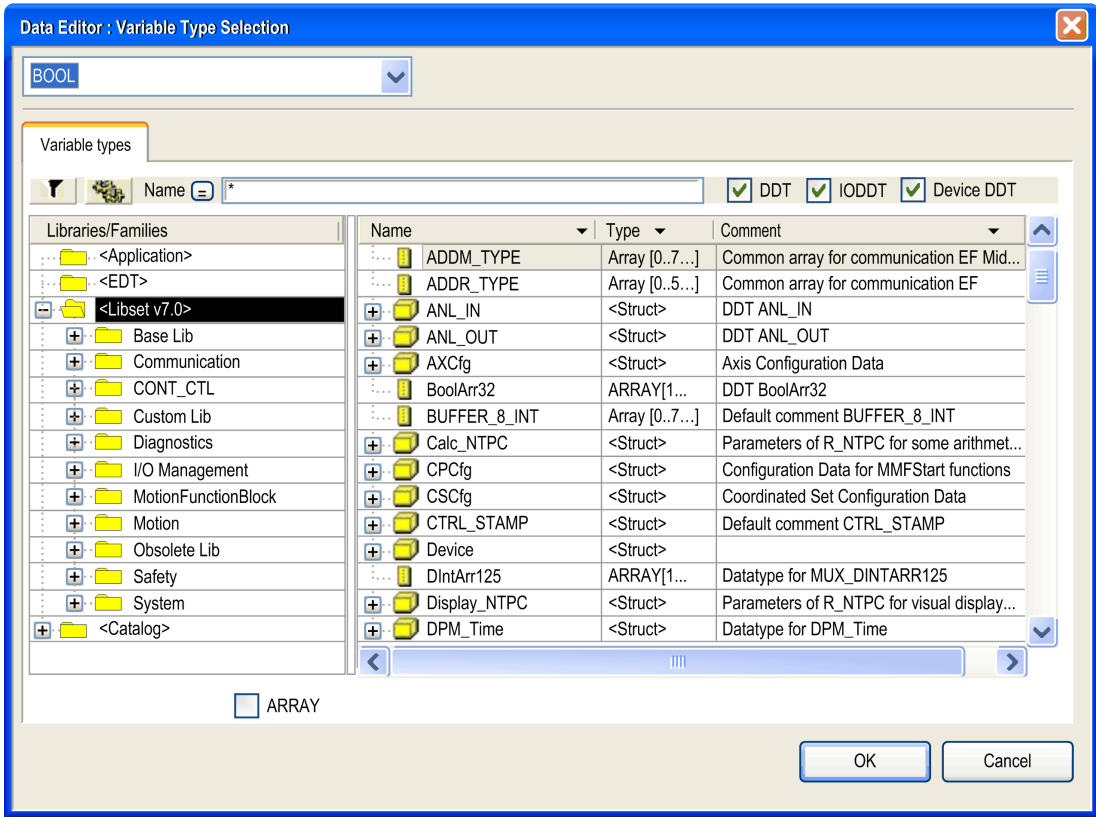 Data Editor : Variable Type Selection
BOOL
Variable types
Name = * DDT IODDT Device DDT
Libraries/Families
<Application>
<EDT>
<Libset v7.0>
Base Lib
Communication
CONT_CTL
Custom Lib
Diagnostics
I/O Management
MotionFunctionBlock
Motion
Obsolete Lib
Safety
System
<Catalog>
Name Type Comment
ADDM_TYPE Array [0..7...] Common array for communication EF Mid...
ADDR_TYPE Array [0..5...] Common array for communication EF
ANL_IN <Struct> DDT ANL_IN
ANL_OUT <Struct> DDT ANL_OUT
AXCfg <Struct> Axis Configuration Data
BoolArr32 ARRAY[1... DDT BoolArr32
BUFFER_8_INT Array [0..7...] Default comment BUFFER_8_INT
Calc_NTPC <Struct> Parameters of R_NTPC for some arithmet...
CPCfg <Struct> Configuration Data for MMFStart functions
CSCfg <Struct> Coordinated Set Configuration Data
CTRL_STAMP <Struct> Default comment CTRL_STAMP
Device <Struct>
DIntArr125 ARRAY[1... Datatype for MUX_DINTARR125
Display_NTPC <Struct> Parameters of R_NTPC for visual display...
DPM_Time <Struct> Datatype for DPM_Time
ARRAY
OK Cancel